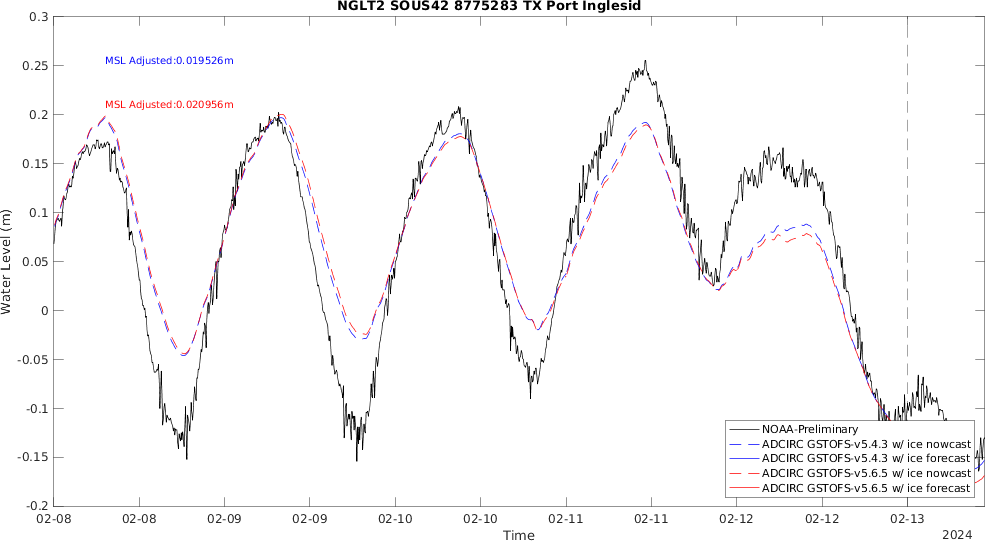 NGLT2 SOUS42 8775283 TX Port Inglesid
0.3
0.25
0.2
0.15
0.1
0.05
0
-0.05
-0.1
-0.15
-0.2
Water Level (m)
MSL Adjusted:0.019526m
MSL Adjusted:0.020956m
NOAA-Preliminary
ADCIRC GSTOFS-v5.4.3 w/ ice nowcast
ADCIRC GSTOFS-v5.4.3 w/ ice forecast
ADCIRC GSTOFS-v5.6.5 w/ ice nowcast
ADCIRC GSTOFS-v5.6.5 w/ ice forecast
02-08 02-08 02-09 02-09 02-10 02-10 02-11 02-11 02-12 02-12 02-13
Time
2024